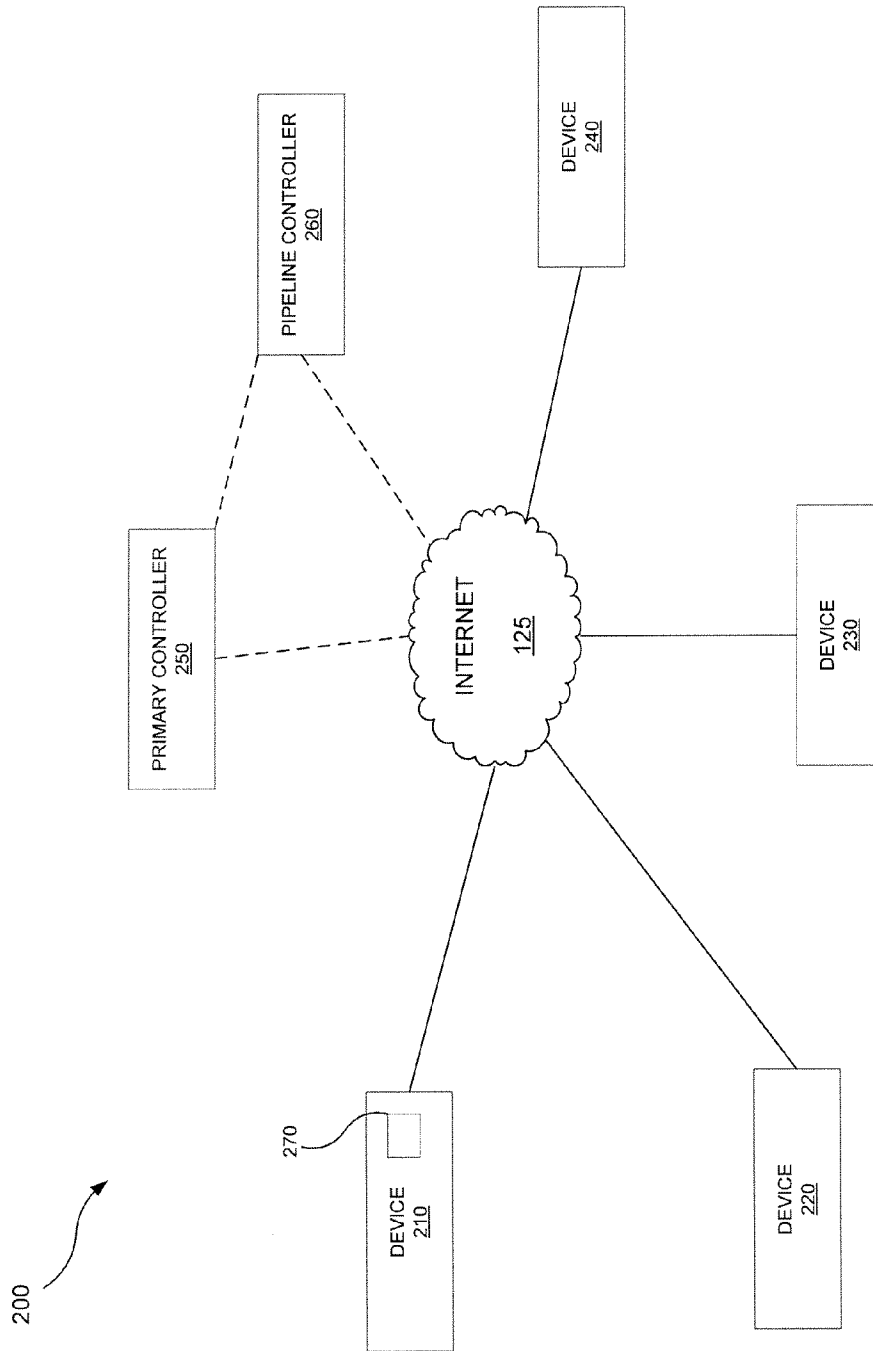 200
PRIMARY CONTROLLER
250
PIPELINE CONTROLLER
260
INTERNET
125
270
DEVICE
210
DEVICE
220
DEVICE
230
DEVICE
240